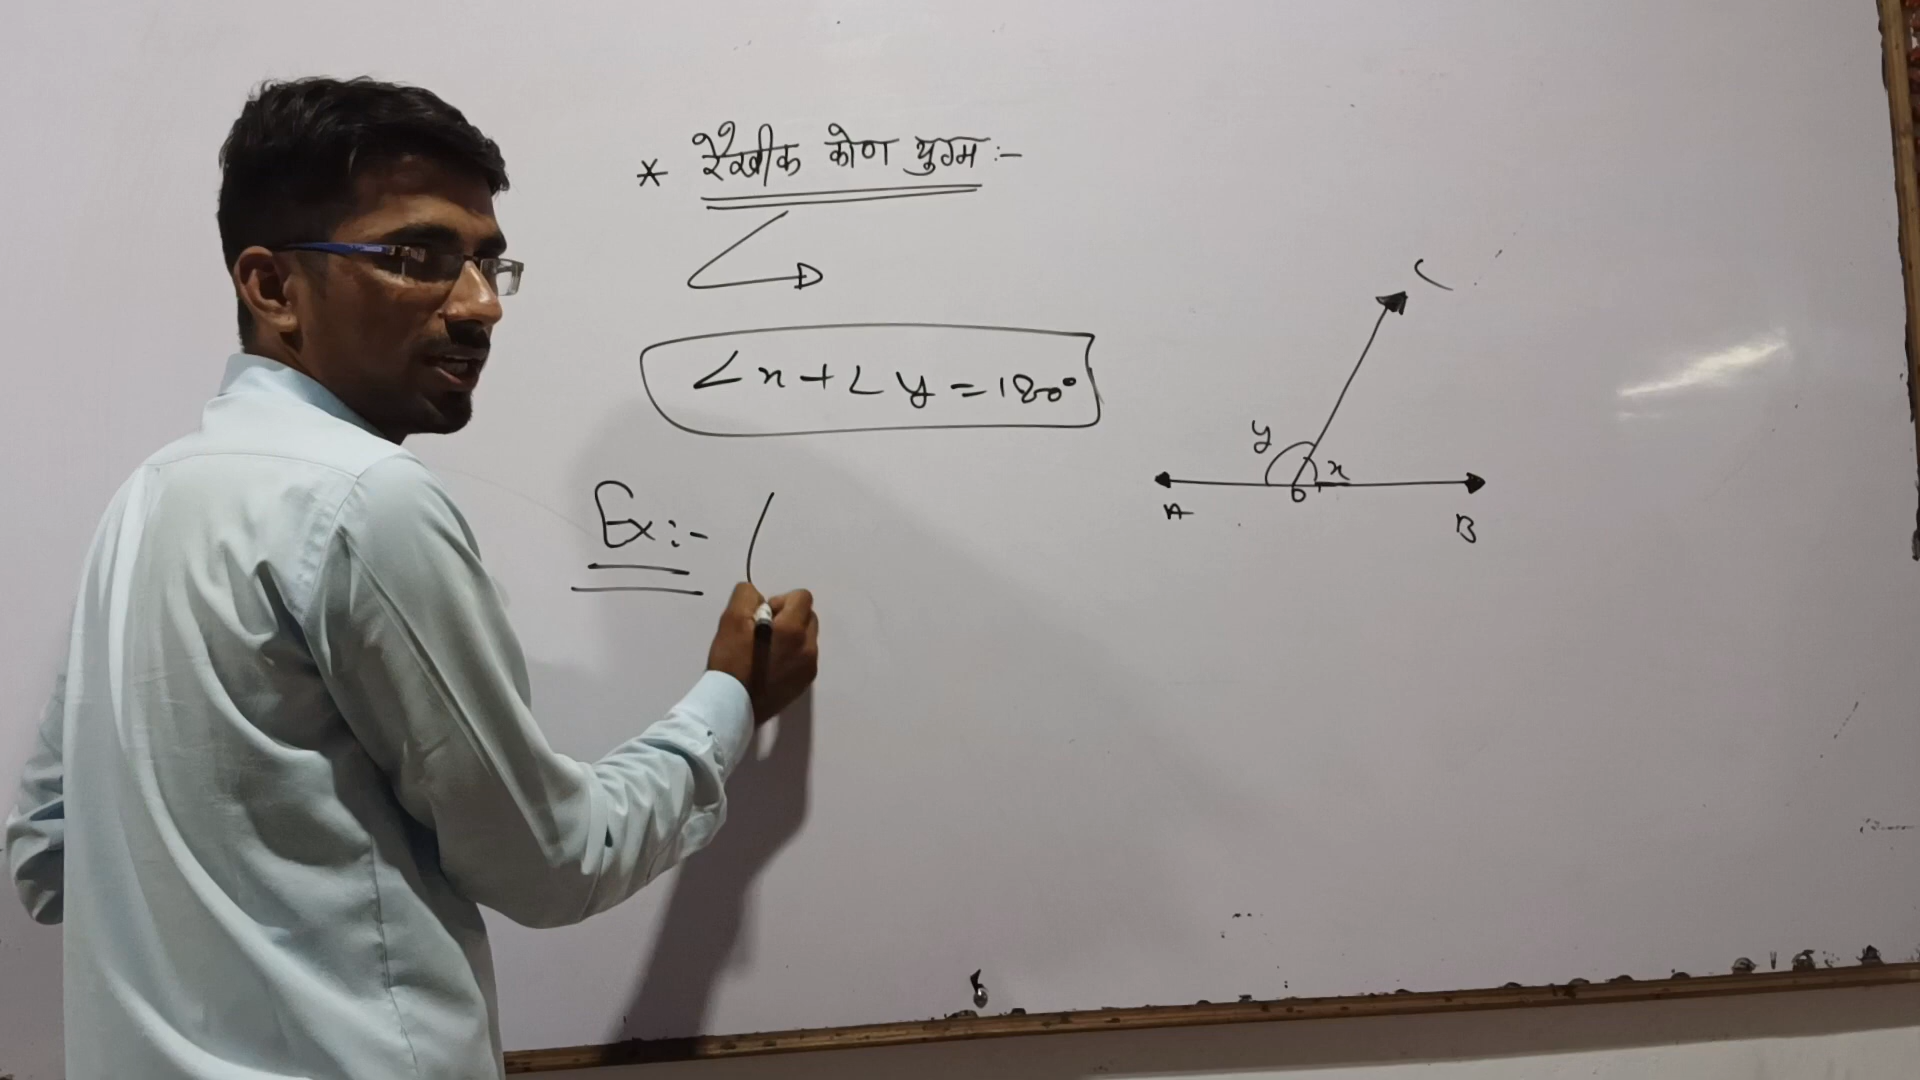 * रैखीक कोण युग्म :-
∠x + ∠y = 180°
Ex :- (
C
y x
A O B